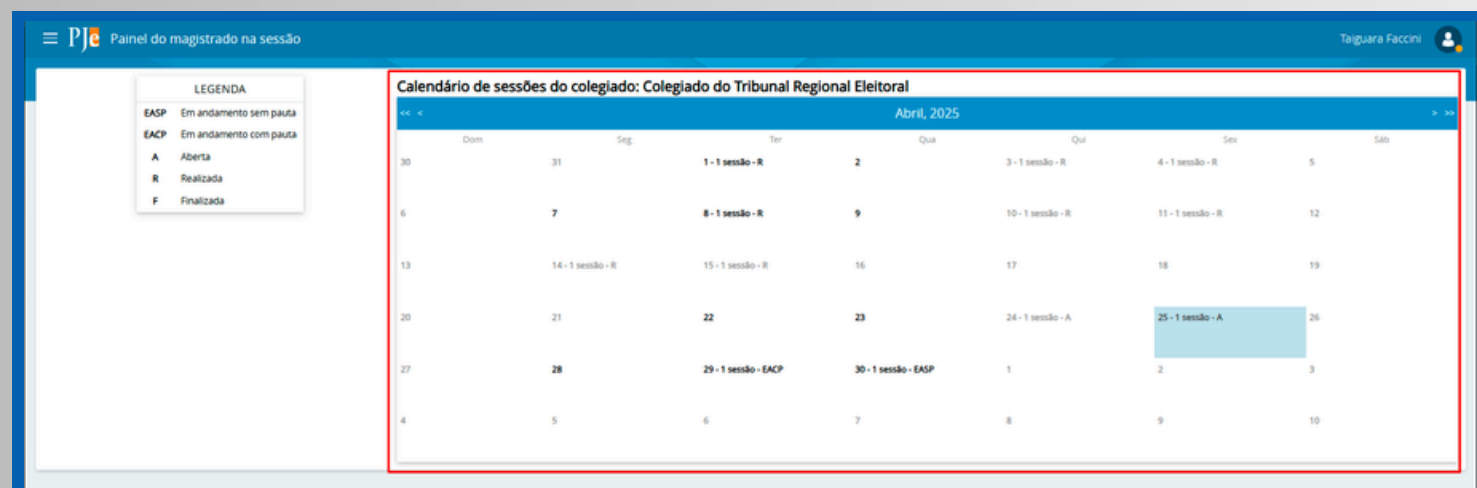 PJe Painel do magistrado na sessão
Taiguara Faccini
LEGENDA
EASP Em andamento sem pauta
EACP Em andamento com pauta
A Aberta
R Realizada
F Finalizada
Calendário de sessões do colegiado: Colegiado do Tribunal Regional Eleitoral
<< < Abril, 2025 > >>
Dom Seg Ter Qua Qui Sex Sáb
30 31 1 - 1 sessão - R 2 3 - 1 sessão - R 4 - 1 sessão - R 5
6 7 8 - 1 sessão - R 9 10 - 1 sessão - R 11 - 1 sessão - R 12
13 14 - 1 sessão - R 15 - 1 sessão - R 16 17 18 19
20 21 22 23 24 - 1 sessão - A 25 - 1 sessão - A 26
27 28 29 - 1 sessão - EACP 30 - 1 sessão - EASP 1 2 3
4 5 6 7 8 9 10